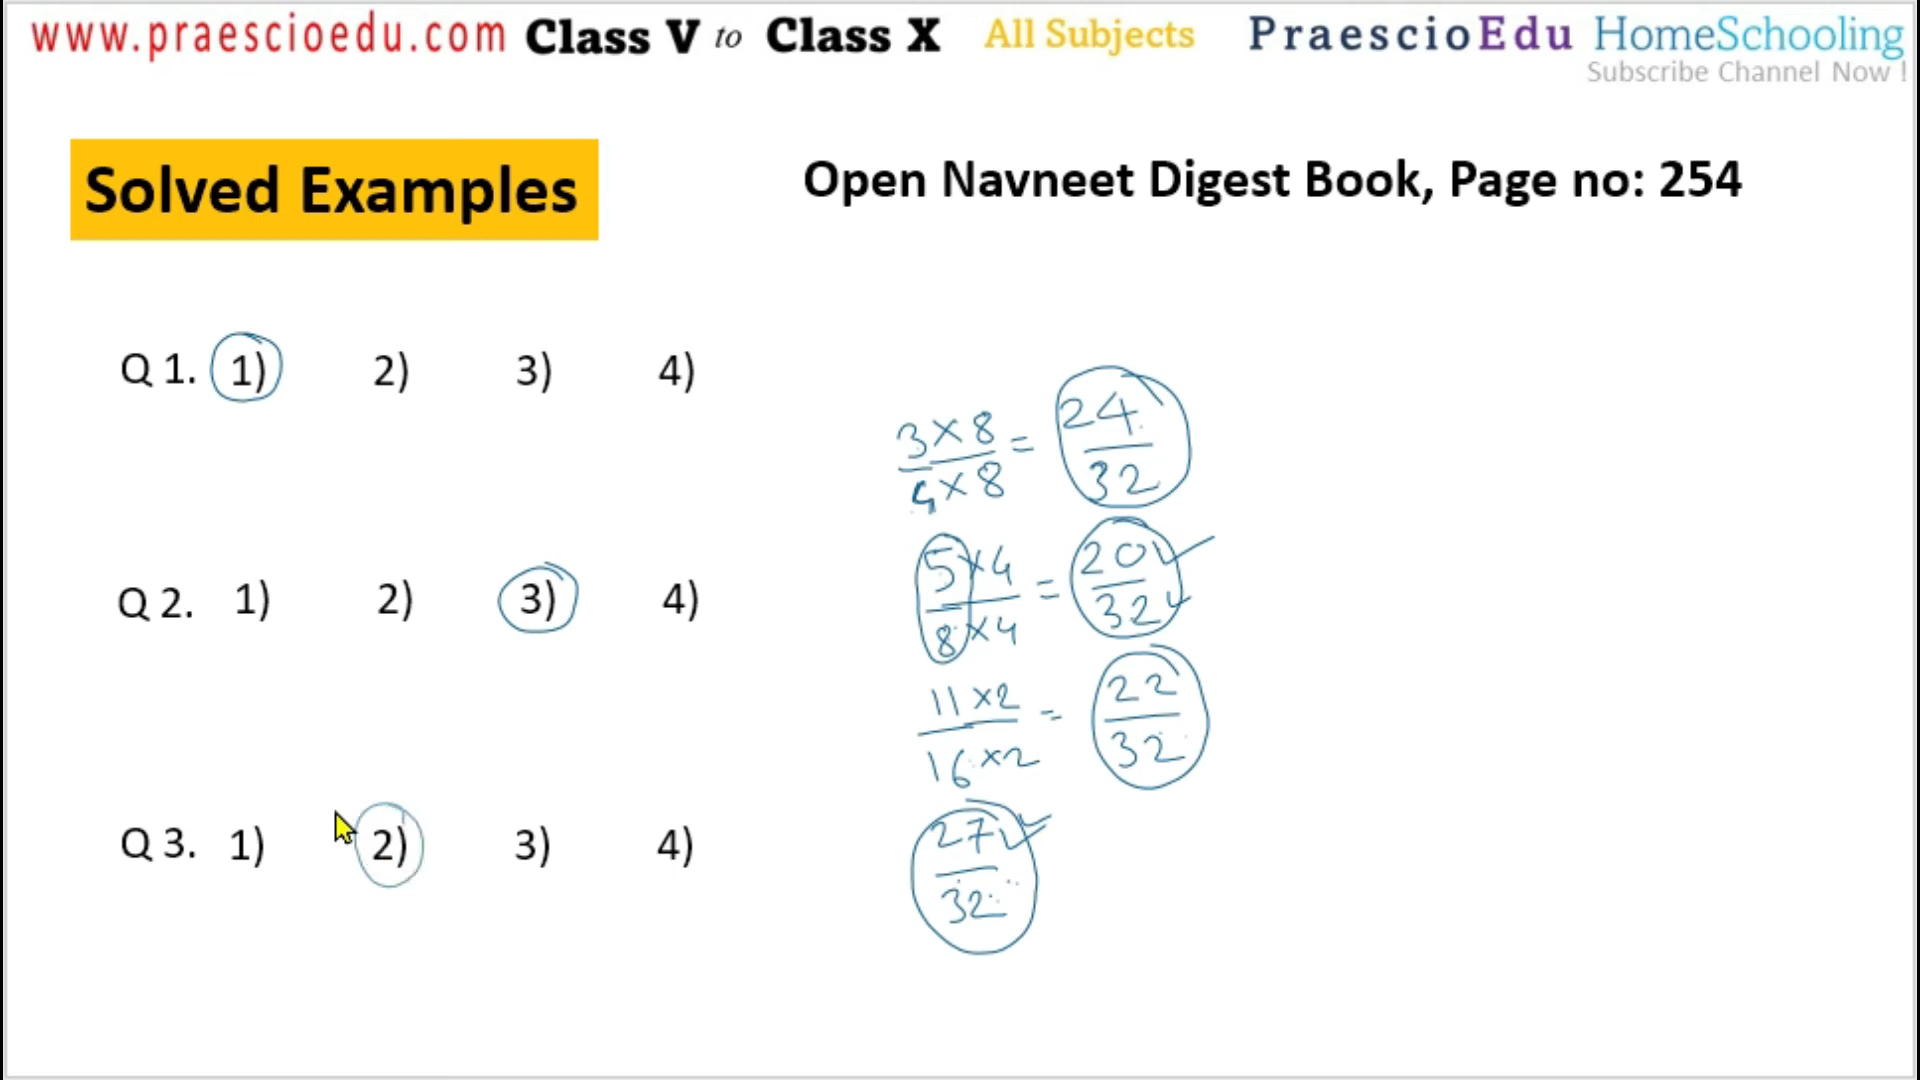 www.praescioedu.com Class V to Class X All Subjects PraescioEdu HomeSchooling
Subscribe Channel Now !
Solved Examples
Open Navneet Digest Book, Page no: 254
Q 1. 1) 2) 3) 4)
3 × 8 = 24
4 × 8 32
Q 2. 1) 2) 3) 4)
5 × 4 = 20
8 × 4 32
11 × 2 = 22
16 × 2 32
Q 3. 1) 2) 3) 4)
27
32